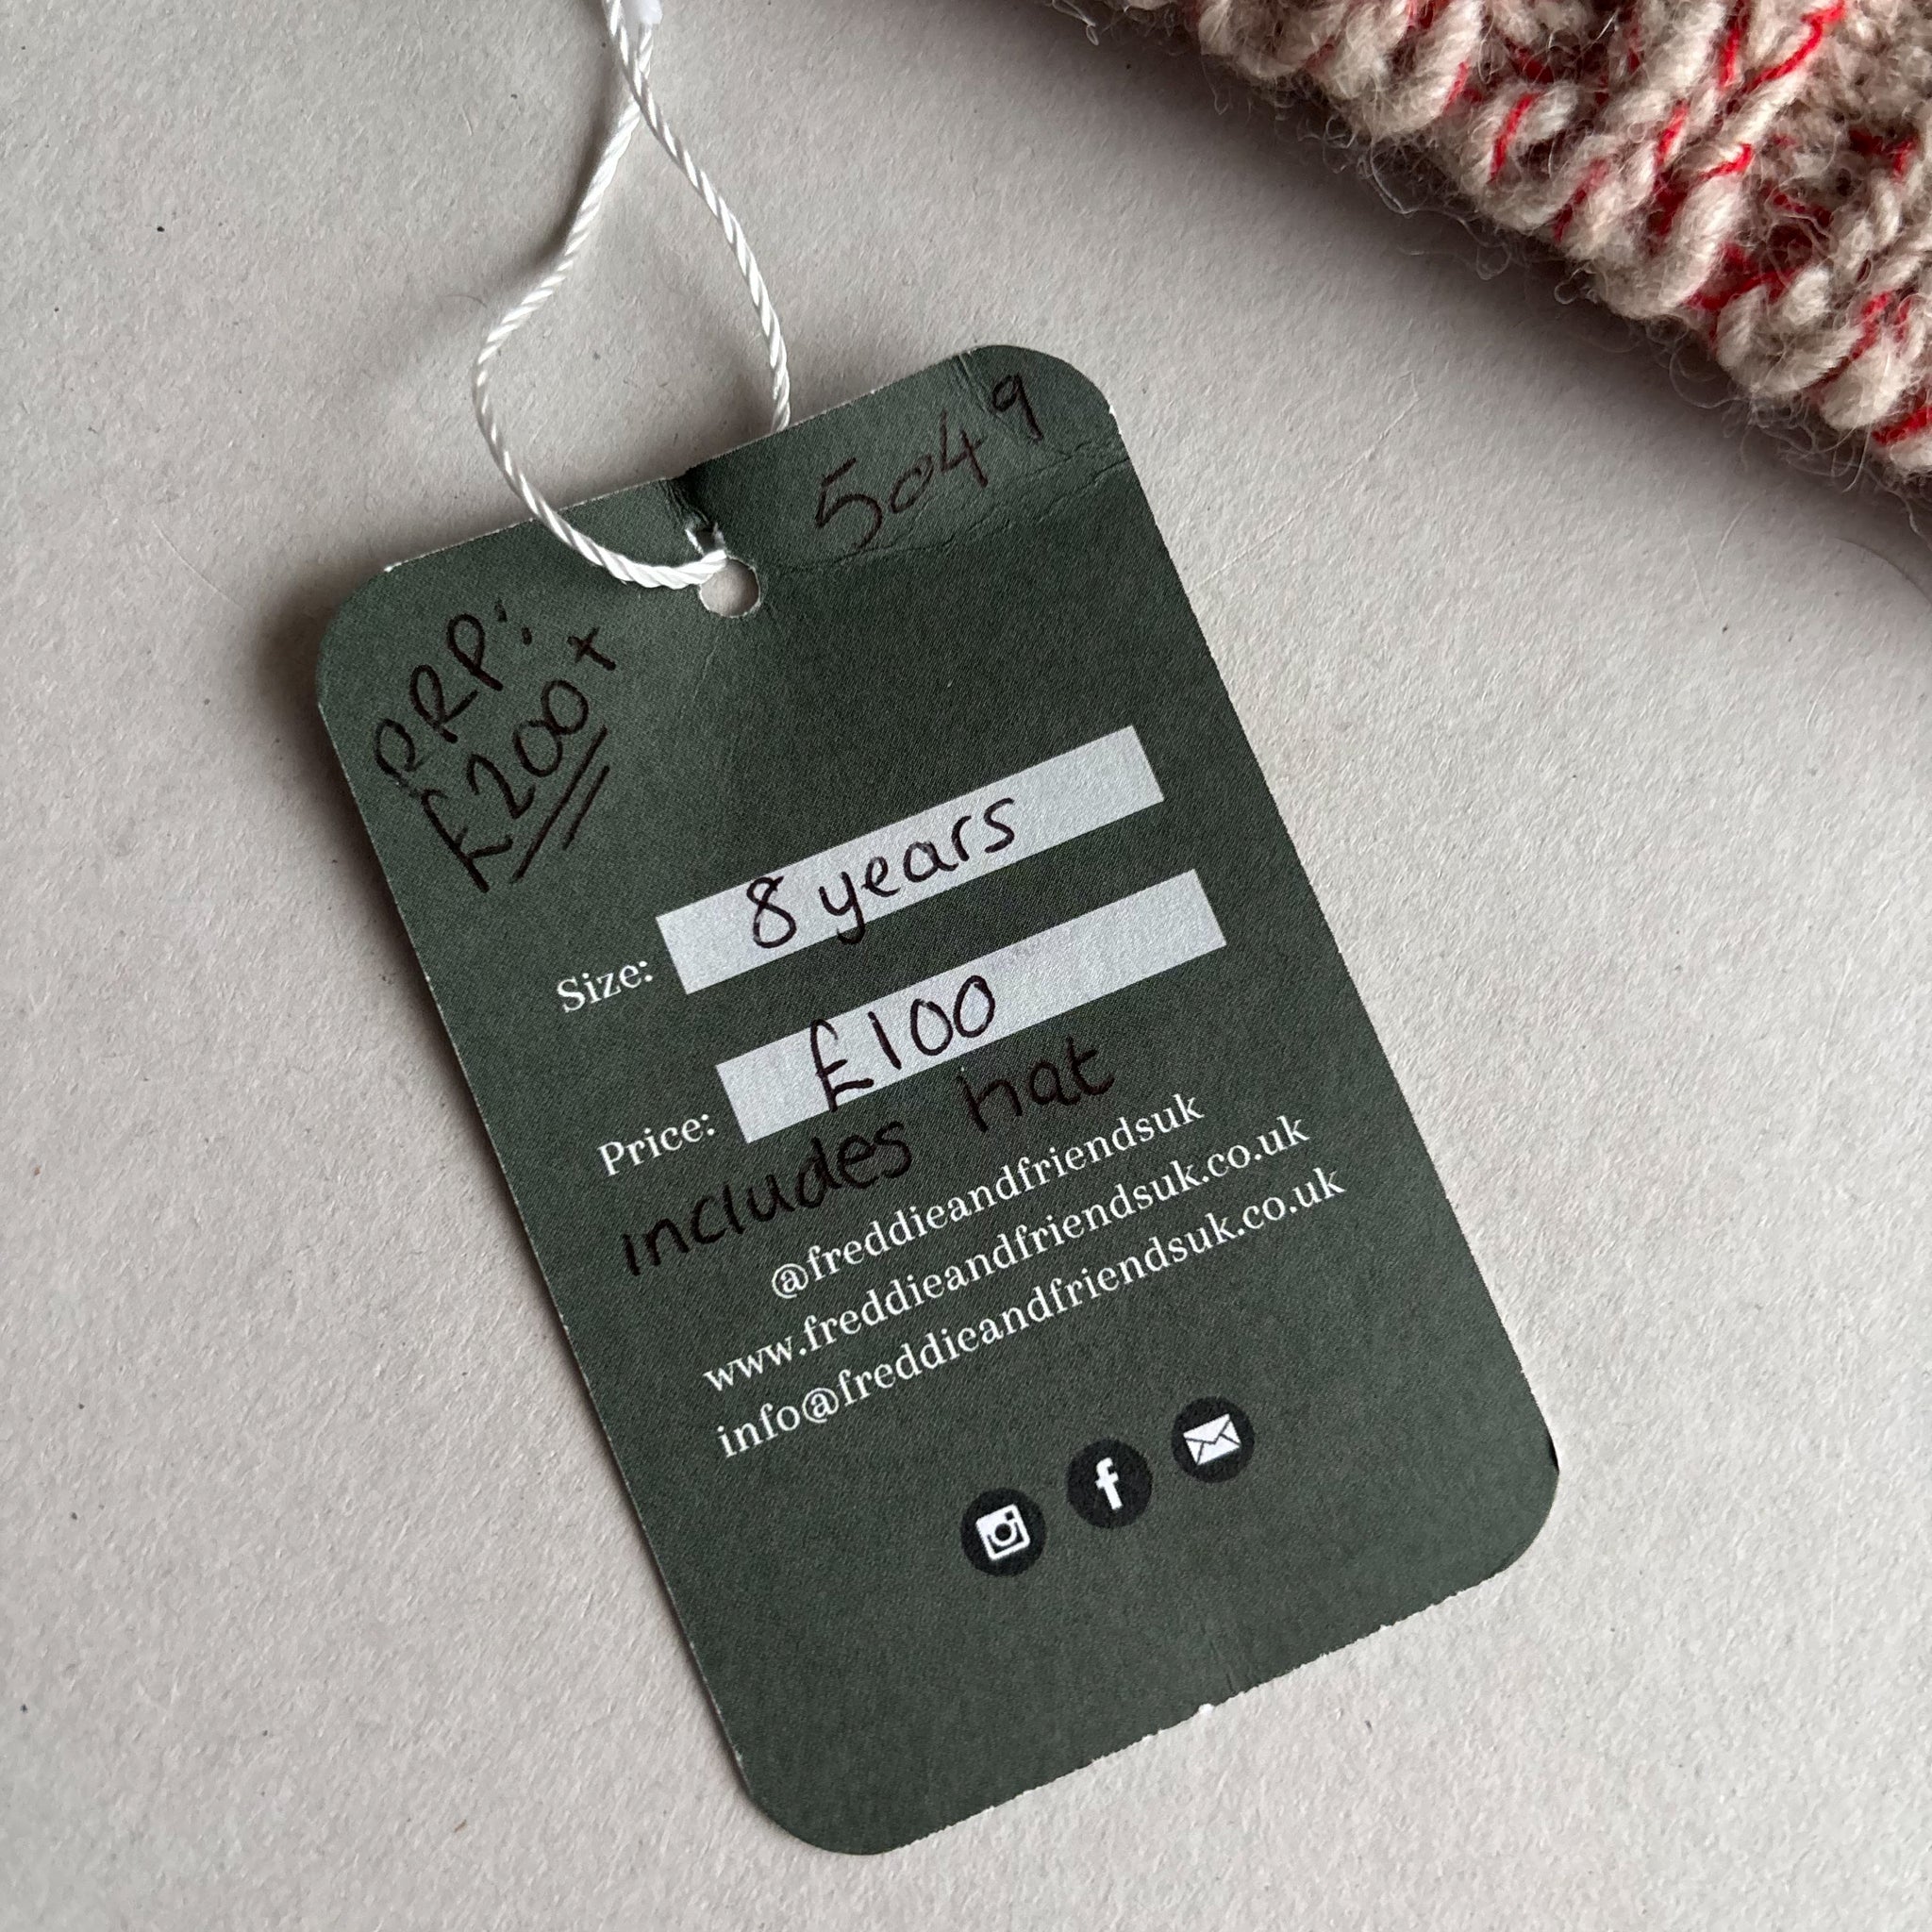 5049
RRP:
£200+
Size: 8 years
Price: £100
includes hat
@freddieandfriendsuk
www.freddieandfriendsuk.co.uk
info@freddieandfriendsuk.co.uk